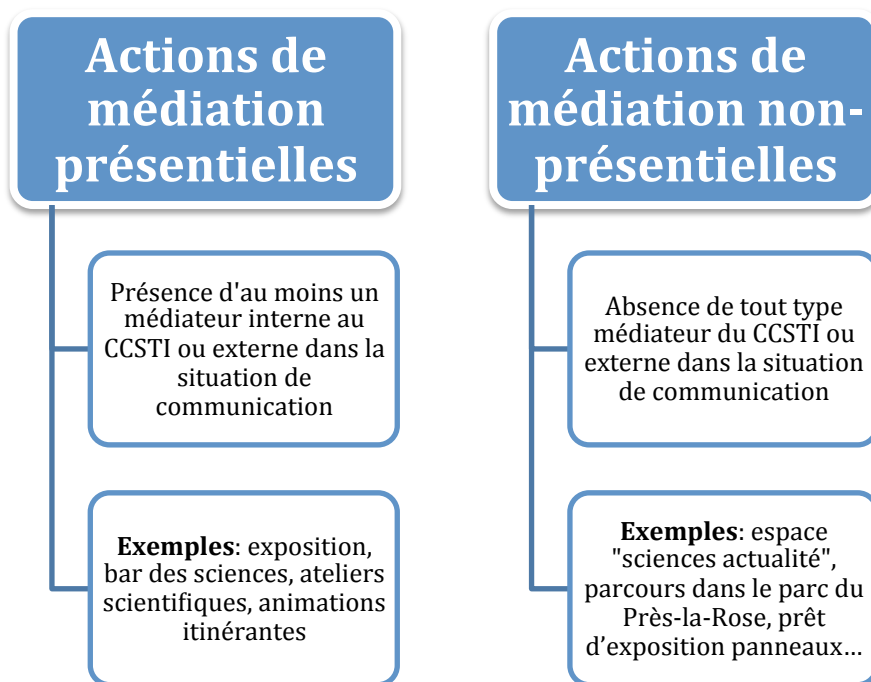 Actions de
médiation
présentielles
Présence d'au moins un
médiateur interne au
CCSTI ou externe dans la
situation de
communication
Exemples: exposition,
bar des sciences, ateliers
scientifiques, animations
itinérantes
Actions de
médiation non-
présentielles
Absence de tout type
médiateur du CCSTI ou
externe dans la situation
de communication
Exemples: espace
"sciences actualité",
parcours dans le parc du
Près-la-Rose, prêt
d’exposition panneaux…